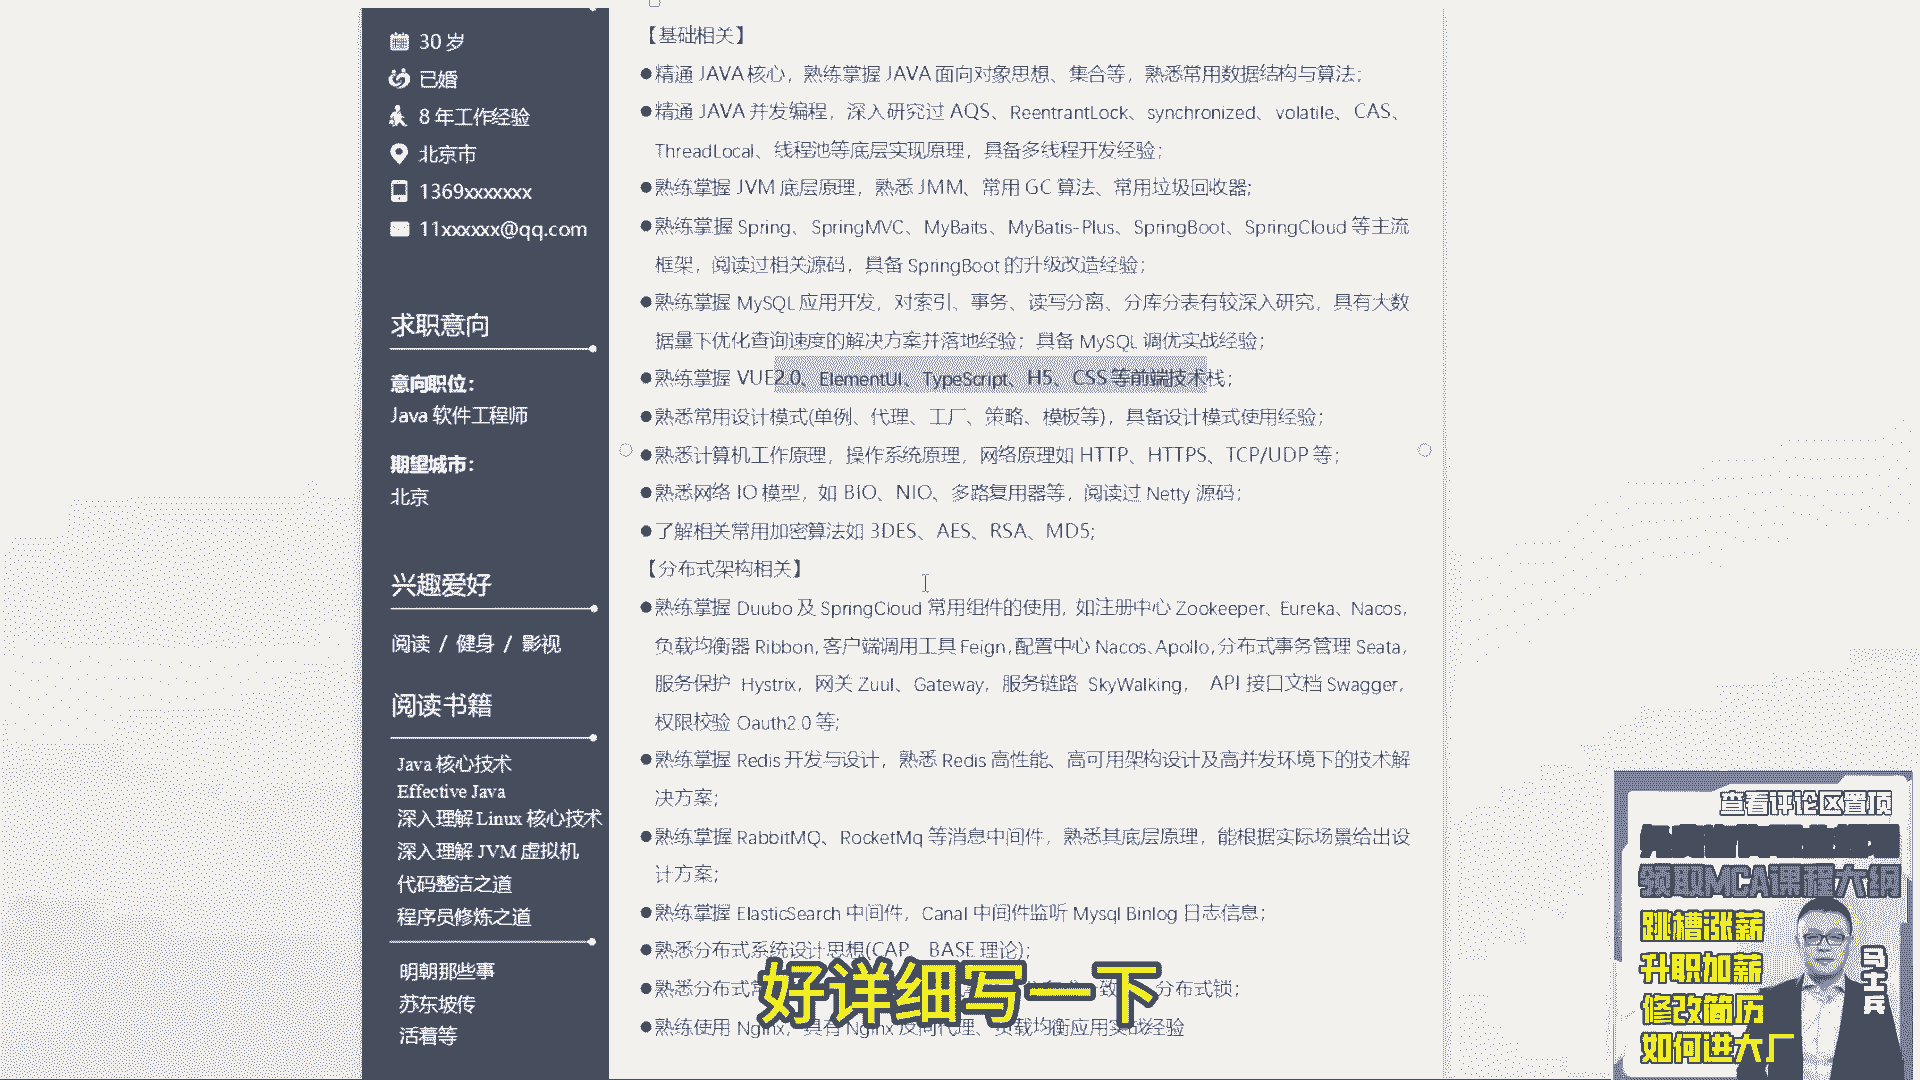 30 岁
已婚
8 年工作经验
北京市
1369xxxxxxx
11xxxxxx@qq.com
求职意向
意向职位：
Java 软件工程师
期望城市：
北京
兴趣爱好
阅读 / 健身 / 影视
阅读书籍
Java 核心技术
Effective Java
深入理解 Linux 核心技术
深入理解 JVM 虚拟机
代码整洁之道
程序员修炼之道
明朝那些事
苏东坡传
活着等
【基础相关】
●精通 JAVA 核心，熟练掌握 JAVA 面向对象思想、集合等，熟悉常用数据结构与算法；
●精通 JAVA 并发编程，深入研究过 AQS、ReentrantLock、synchronized、volatile、CAS、
ThreadLocal、线程池等底层实现原理，具备多线程开发经验；
●熟练掌握 JVM 底层原理，熟悉 JMM、常用 GC 算法、常用垃圾回收器；
●熟练掌握 Spring、SpringMVC、MyBaits、MyBatis-Plus、SpringBoot、SpringCloud 等主流
框架，阅读过相关源码，具备 SpringBoot 的升级改造经验；
●熟练掌握 MySQL 应用开发，对索引、事务、读写分离、分库分表有较深入研究，具有大数
据量下优化查询速度的解决方案并落地经验；具备 MySQL 调优实战经验；
●熟练掌握 VUE2.0、ElementUI、TypeScript、H5、CSS 等前端技术栈；
●熟悉常用设计模式(单例、代理、工厂、策略、模板等)，具备设计模式使用经验；
●熟悉计算机工作原理，操作系统原理，网络原理如 HTTP、HTTPS、TCP/UDP 等；
●熟悉网络 IO 模型，如 BIO、NIO、多路复用器等，阅读过 Netty 源码；
●了解相关常用加密算法如 3DES、AES、RSA、MD5;
【分布式架构相关】
●熟练掌握 Duubo 及 SpringCloud 常用组件的使用, 如注册中心 Zookeeper、Eureka、Nacos,
负载均衡器 Ribbon, 客户端调用工具 Feign, 配置中心 Nacos、Apollo, 分布式事务管理 Seata,
服务保护 Hystrix，网关 Zuul、Gateway，服务链路 SkyWalking， API 接口文档 Swagger,
权限校验 Oauth2.0 等;
●熟练掌握 Redis 开发与设计，熟悉 Redis 高性能、高可用架构设计及高并发环境下的技术解
决方案；
●熟练掌握 RabbitMQ、RocketMq 等消息中间件，熟悉其底层原理，能根据实际场景给出设
计方案；
●熟练掌握 ElasticSearch 中间件，Canal 中间件监听 Mysql Binlog 日志信息；
●熟悉分布式系统设计思想(CAP、BASE 理论)；
●熟悉分布式常 致 分布式锁；
●熟练使用 Nginx，具有 Nginx 反向代理、负载均衡应用实战经验
好详细写一下
查看评论区置顶
领取MCA课程大纲
跳槽涨薪
升职加薪
修改简历
如何进大厂
马士兵